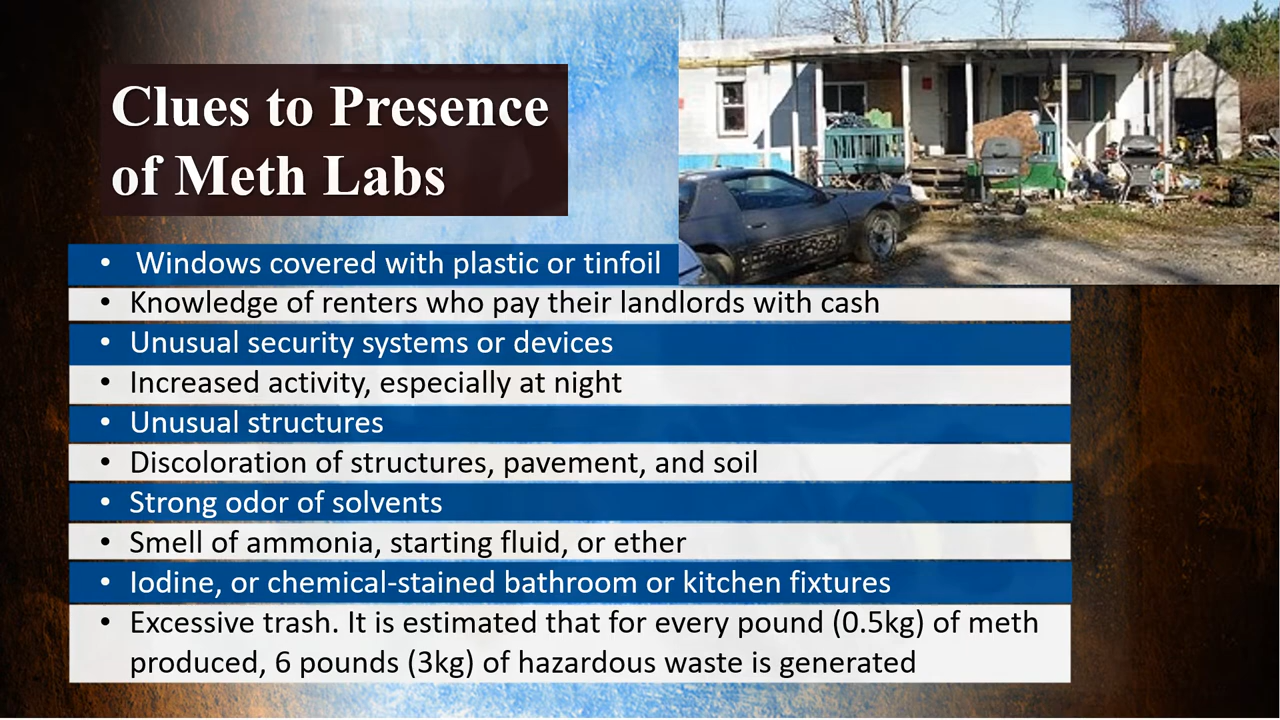 Protect
Clues to Presence
of Meth Labs
• Windows covered with plastic or tinfoil
• Knowledge of renters who pay their landlords with cash
• Unusual security systems or devices
• Increased activity, especially at night
• Unusual structures
• Discoloration of structures, pavement, and soil
• Strong odor of solvents
• Smell of ammonia, starting fluid, or ether
• Iodine, or chemical-stained bathroom or kitchen fixtures
• Excessive trash. It is estimated that for every pound (0.5kg) of meth
produced, 6 pounds (3kg) of hazardous waste is generated